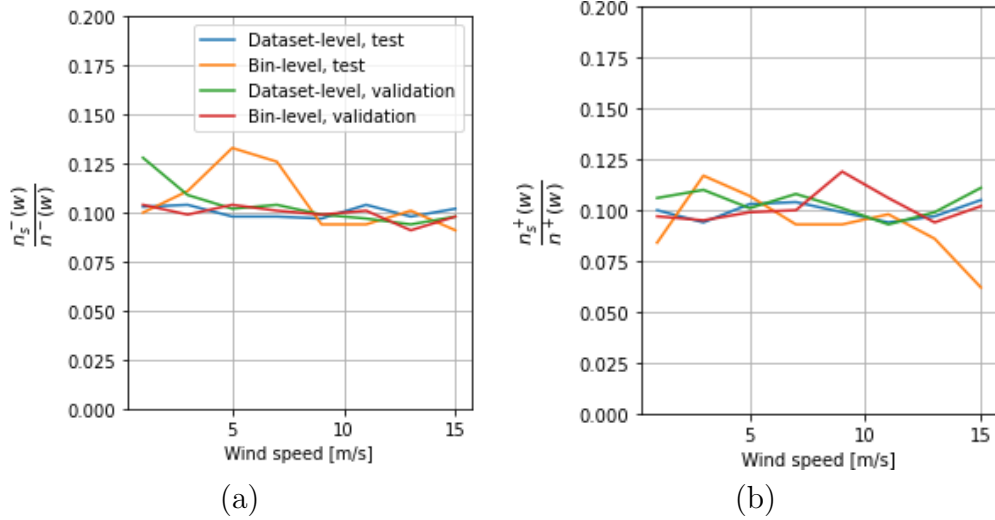 0.200
0.175
0.150
0.125
0.100
0.075
0.050
0.025
0.000
n_s^-(w)
n^-(w)
Dataset-level, test
Bin-level, test
Dataset-level, validation
Bin-level, validation
5
10
15
Wind speed [m/s]
(a)
0.200
0.175
0.150
0.125
0.100
0.075
0.050
0.025
0.000
n_s^+(w)
n^+(w)
5
10
15
Wind speed [m/s]
(b)